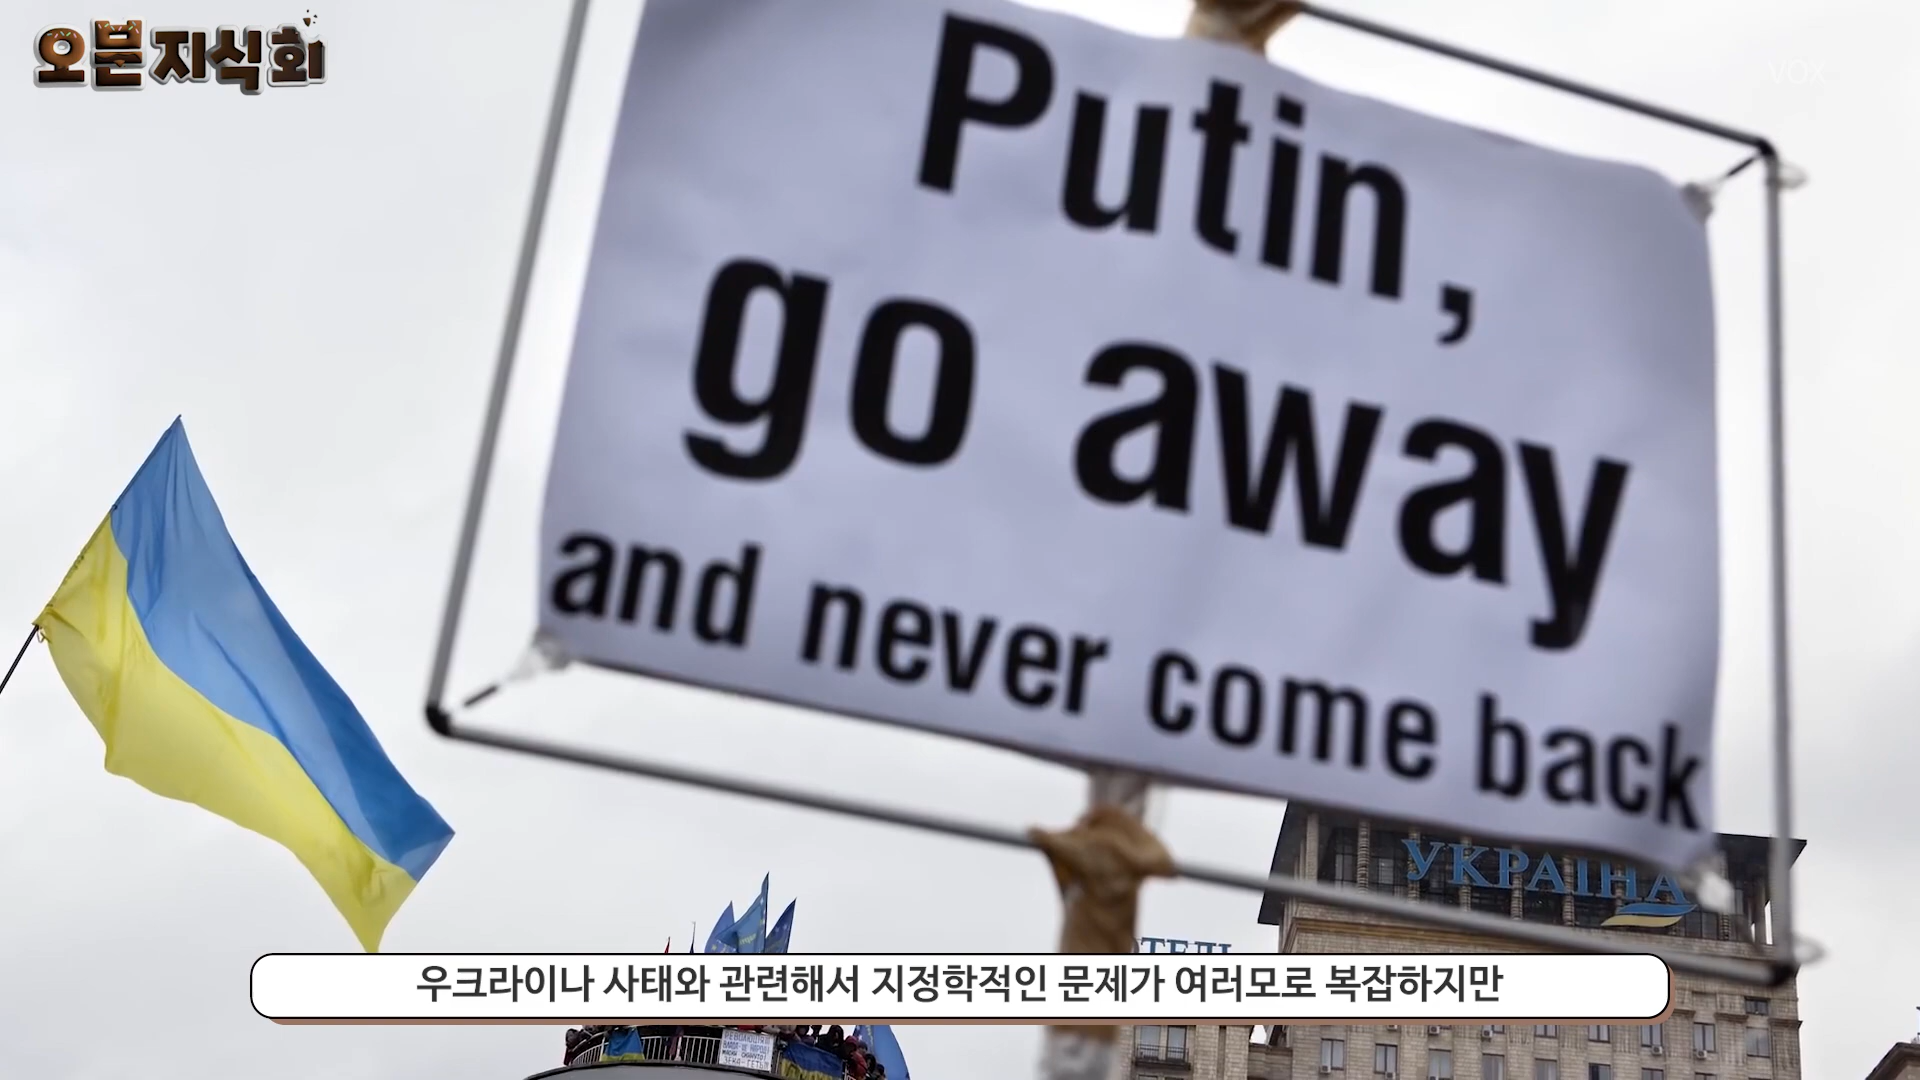 오븐지식회
VOX
Putin,
go away
and never come back
УКРАЇНА
우크라이나 사태와 관련해서 지정학적인 문제가 여러모로 복잡하지만